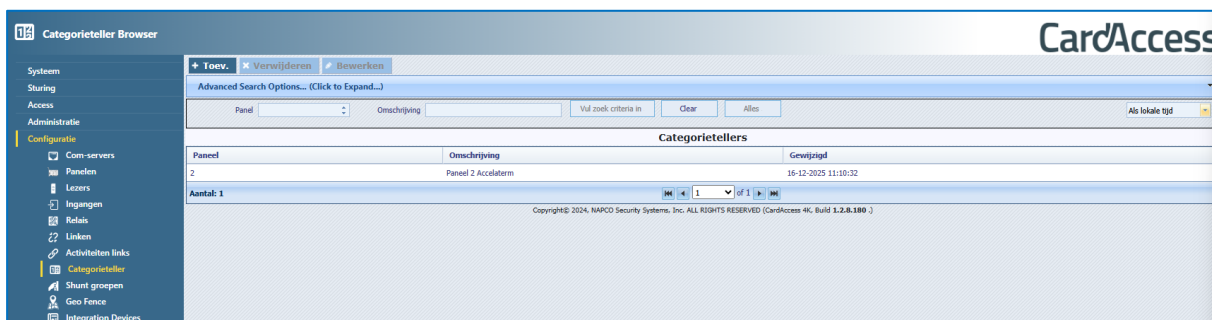 Categorieteller Browser
CardAccess
Systeem
Sturing
Access
Administratie
Configuratie
Com-servers
Panelen
Lezers
Ingangen
Relais
Linken
Activiteiten links
Categorieteller
Shunt groepen
Geo Fence
Integration Devices
+ Toev. × Verwijderen Bewerken
Advanced Search Options... (Click to Expand...)
Panel Omschrijving Vul zoek criteria in Clear Alles Als lokale tijd
Categorietellers
Paneel Omschrijving Gewijzigd
2 Paneel 2 Accelaterm 16-12-2025 11:10:32
Aantal: 1 1 of 1
Copyright© 2024, NAPCO Security Systems, Inc. ALL RIGHTS RESERVED (CardAccess 4K, Build 1.2.8.180 .)